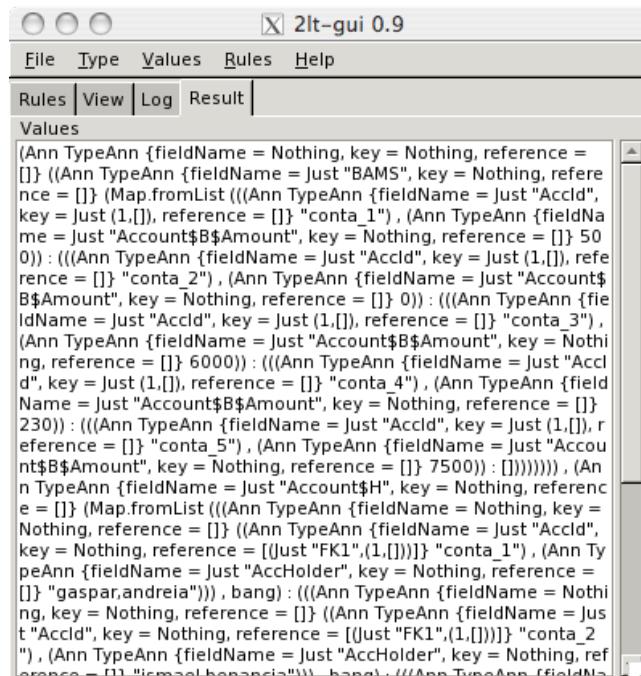 2lt-gui 0.9
File Type Values Rules Help
Rules View Log Result
Values
(Ann TypeAnn {fieldName = Nothing, key = Nothing, reference =
[]} ((Ann TypeAnn {fieldName = Just "BAMS", key = Nothing, refere
nce = []} (Map.fromList (((Ann TypeAnn {fieldName = Just "AccId",
key = Just (1,[]), reference = []} "conta_1") , (Ann TypeAnn {fieldNa
me = Just "Account$B$Amount", key = Nothing, reference = []} 50
0)) : (((Ann TypeAnn {fieldName = Just "AccId", key = Just (1,[]), refe
rence = []} "conta_2") , (Ann TypeAnn {fieldName = Just "Account$
B$Amount", key = Nothing, reference = []} 0)) : (((Ann TypeAnn {fie
ldName = Just "AccId", key = Just (1,[]), reference = []} "conta_3") ,
(Ann TypeAnn {fieldName = Just "Account$B$Amount", key = Nothi
ng, reference = []} 6000)) : (((Ann TypeAnn {fieldName = Just "AccI
d", key = Just (1,[]), reference = []} "conta_4") , (Ann TypeAnn {field
Name = Just "Account$B$Amount", key = Nothing, reference = []}
230)) : (((Ann TypeAnn {fieldName = Just "AccId", key = Just (1,[]), r
eference = []} "conta_5") , (Ann TypeAnn {fieldName = Just "Accou
nt$B$Amount", key = Nothing, reference = []} 7500)) : []))))))) , (An
n TypeAnn {fieldName = Just "Account$H", key = Nothing, referenc
e = []} (Map.fromList (((Ann TypeAnn {fieldName = Nothing, key =
Nothing, reference = []} ((Ann TypeAnn {fieldName = Just "AccId",
key = Nothing, reference = [(Just "FK1",(1,[]))]} "conta_1") , (Ann Ty
peAnn {fieldName = Just "AccHolder", key = Nothing, reference =
[]} "gaspar,andreia"))) , bang) : (((Ann TypeAnn {fieldName = Nothi
ng, key = Nothing, reference = []} ((Ann TypeAnn {fieldName = Jus
t "AccId", key = Nothing, reference = [(Just "FK1",(1,[]))]} "conta_2
") , (Ann TypeAnn {fieldName = Just "AccHolder", key = Nothing, ref
erence = []} "ismael,bonancia"))) , bang) : (((Ann TypeAnn {fieldNa